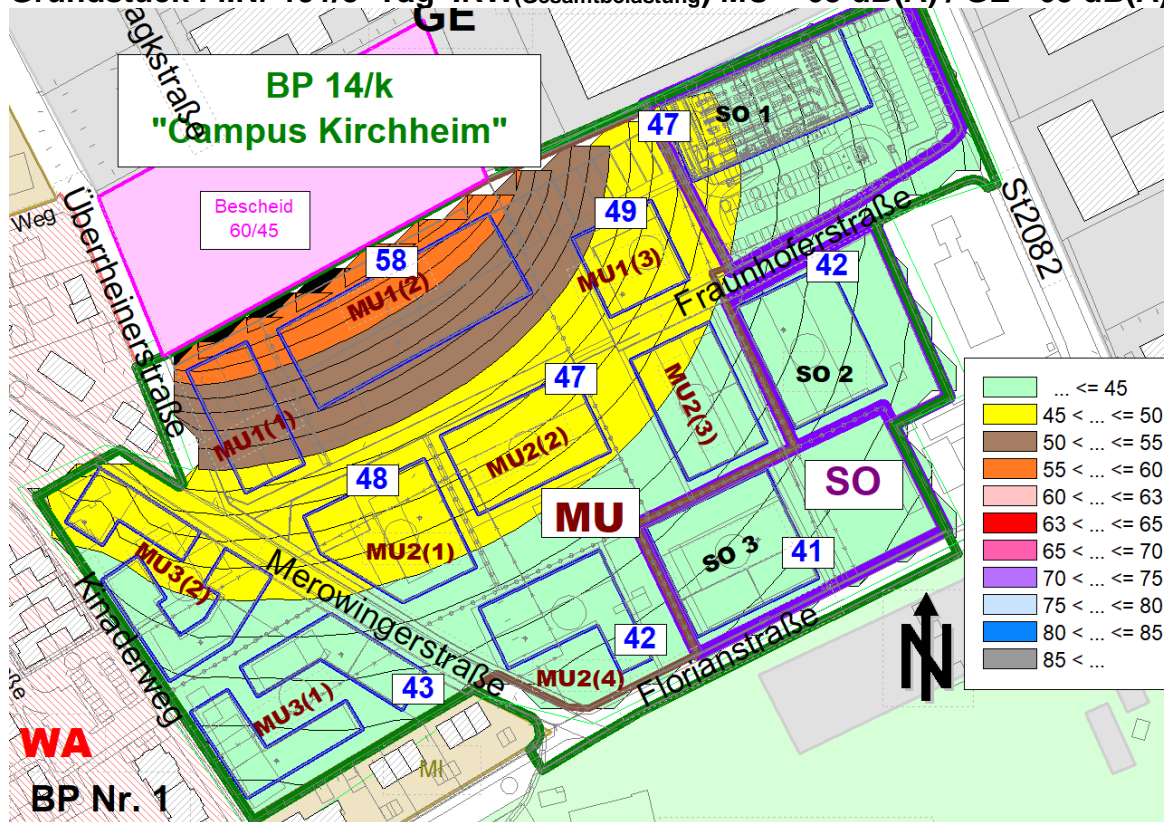 GE
BP 14/k
"Campus Kirchheim"
Bescheid
60/45
Weg
Überrheinerstraße
SO 1
47
St2082
49
58
MU1(2)
MU1(3)
Fraunhoferstraße
42
SO 2
47
MU2(3)
MU1(1)
MU2(2)
48
SO
MU
MU2(1)
MU3(2)
SO 3
41
Merowingerstraße
Kinaderweg
42
Florianstraße
MU2(4)
43
MU3(1)
N
WA
MI
BP Nr. 1
... <= 45
45 < ... <= 50
50 < ... <= 55
55 < ... <= 60
60 < ... <= 63
63 < ... <= 65
65 < ... <= 70
70 < ... <= 75
75 < ... <= 80
80 < ... <= 85
85 < ...